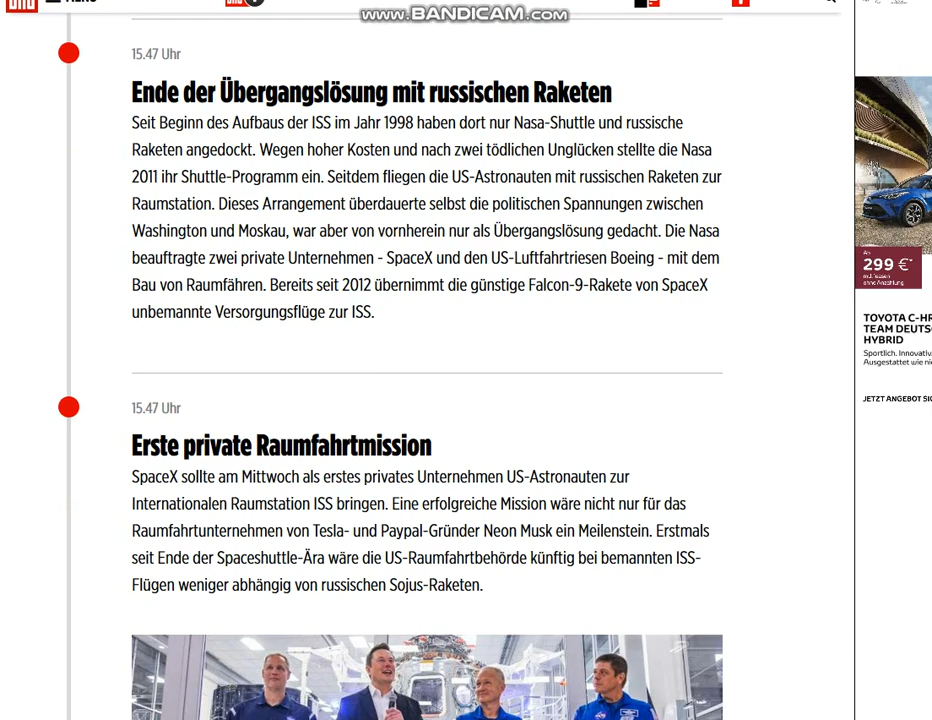 www.BANDICAM.com
BILD
15.47 Uhr
Ende der Übergangslösung mit russischen Raketen
Seit Beginn des Aufbaus der ISS im Jahr 1998 haben dort nur Nasa-Shuttle und russische
Raketen angedockt. Wegen hoher Kosten und nach zwei tödlichen Unglücken stellte die Nasa
2011 ihr Shuttle-Programm ein. Seitdem fliegen die US-Astronauten mit russischen Raketen zur
Raumstation. Dieses Arrangement überdauerte selbst die politischen Spannungen zwischen
Washington und Moskau, war aber von vornherein nur als Übergangslösung gedacht. Die Nasa
beauftragte zwei private Unternehmen - SpaceX und den US-Luftfahrtriesen Boeing - mit dem
Bau von Raumfähren. Bereits seit 2012 übernimmt die günstige Falcon-9-Rakete von SpaceX
unbemannte Versorgungsflüge zur ISS.
15.47 Uhr
Erste private Raumfahrtmission
SpaceX sollte am Mittwoch als erstes privates Unternehmen US-Astronauten zur
Internationalen Raumstation ISS bringen. Eine erfolgreiche Mission wäre nicht nur für das
Raumfahrtunternehmen von Tesla- und Paypal-Gründer Neon Musk ein Meilenstein. Erstmals
seit Ende der Spaceshuttle-Ära wäre die US-Raumfahrtbehörde künftig bei bemannten ISS-
Flügen weniger abhängig von russischen Sojus-Raketen.
299 €*
ohne Anzahlung
TOYOTA C-HR
TEAM DEUTS
HYBRID
Sportlich. Innovativ.
Ausgestattet wie nie
JETZT ANGEBOT SIC